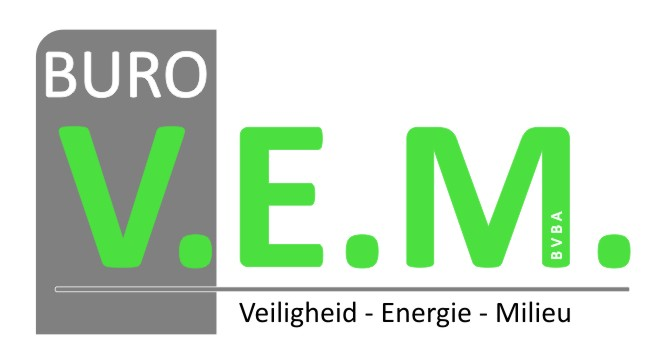 BURO
V.E.M.
BVBA
Veiligheid - Energie - Milieu